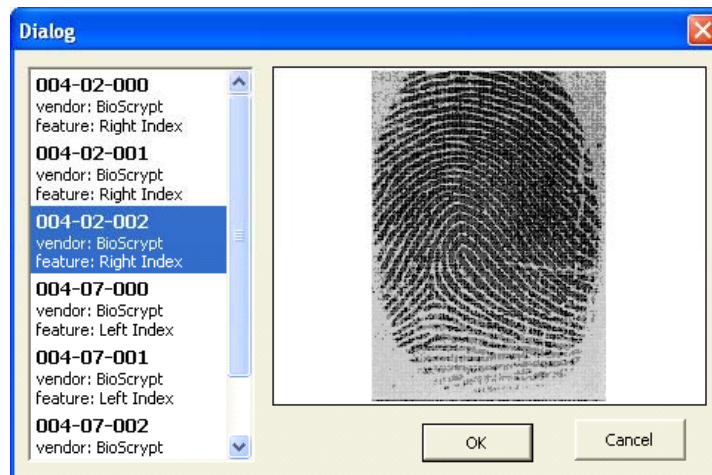 Dialog
004-02-000
vendor: BioScrypt
feature: Right Index
004-02-001
vendor: BioScrypt
feature: Right Index
004-02-002
vendor: BioScrypt
feature: Right Index
004-07-000
vendor: BioScrypt
feature: Left Index
004-07-001
vendor: BioScrypt
feature: Left Index
004-07-002
vendor: BioScrypt
OK
Cancel